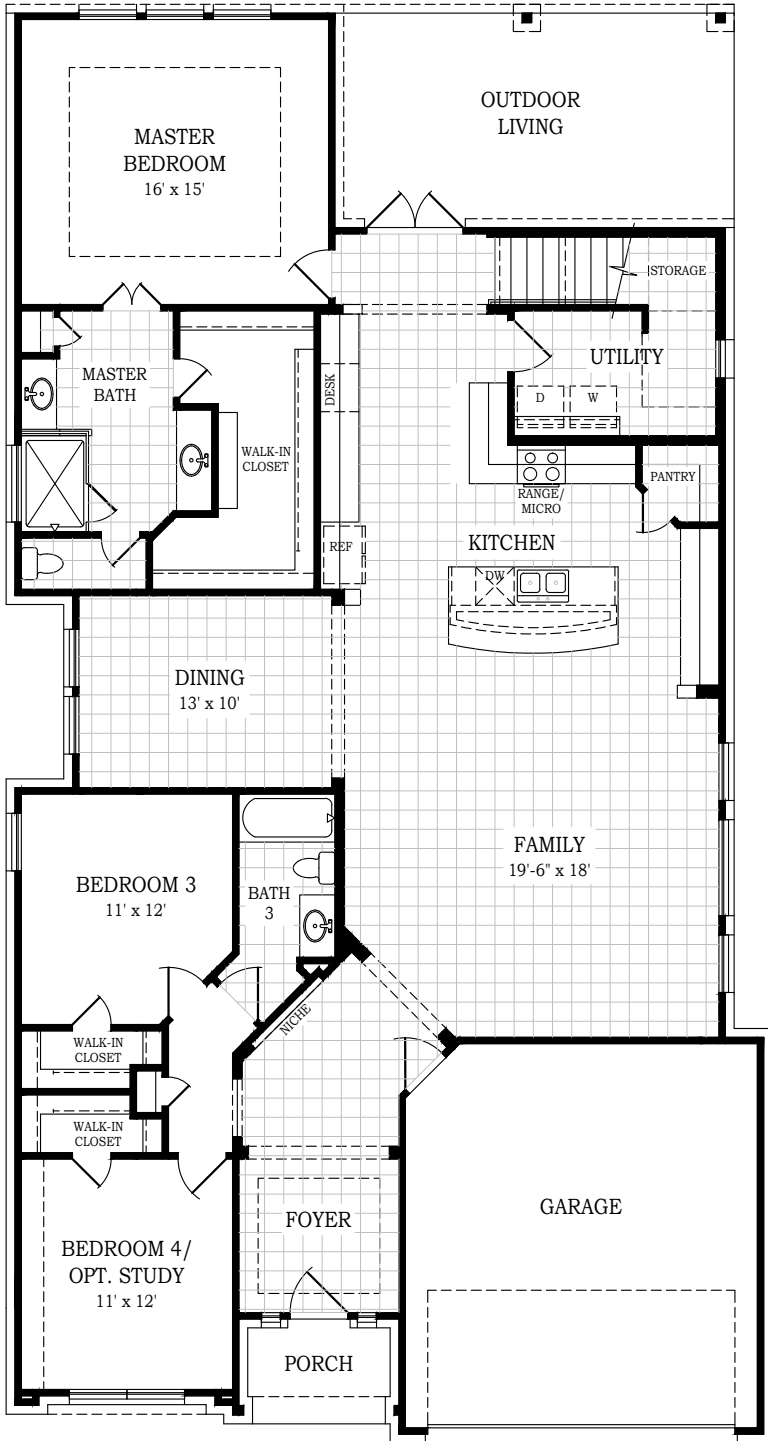 OUTDOOR
LIVING
MASTER
BEDROOM
16' x 15'
STORAGE
UTILITY
D
W
MASTER
BATH
DESK
WALK-IN
CLOSET
PANTRY
RANGE/
MICRO
KITCHEN
REF
DW
DINING
13' x 10'
FAMILY
19'-6" x 18'
BEDROOM 3
11' x 12'
BATH
3
NICHE
WALK-IN
CLOSET
WALK-IN
CLOSET
GARAGE
FOYER
BEDROOM 4/
OPT. STUDY
11' x 12'
PORCH